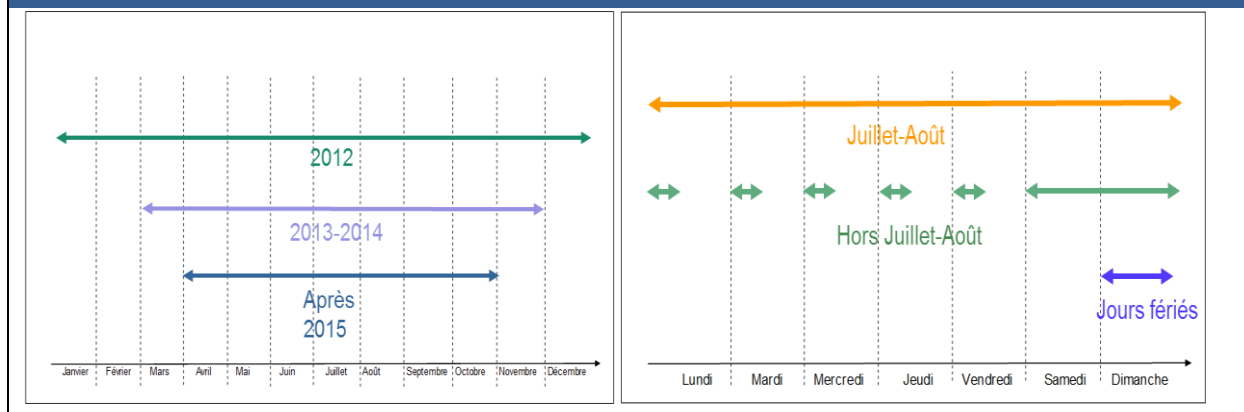 2012
2013-2014
Après
2015
Janvier Février Mars Avril Mai Juin Juillet Août Septembre Octobre Novembre Décembre
Juillet-Août
Hors Juillet-Août
Jours fériés
Lundi Mardi Mercredi Jeudi Vendredi Samedi Dimanche